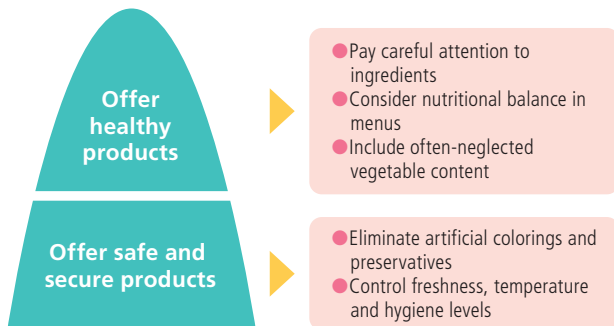 Offer
healthy
products
●Pay careful attention to
ingredients
●Consider nutritional balance in
menus
●Include often-neglected
vegetable content
Offer safe and
secure products
●Eliminate artificial colorings and
preservatives
●Control freshness, temperature
and hygiene levels